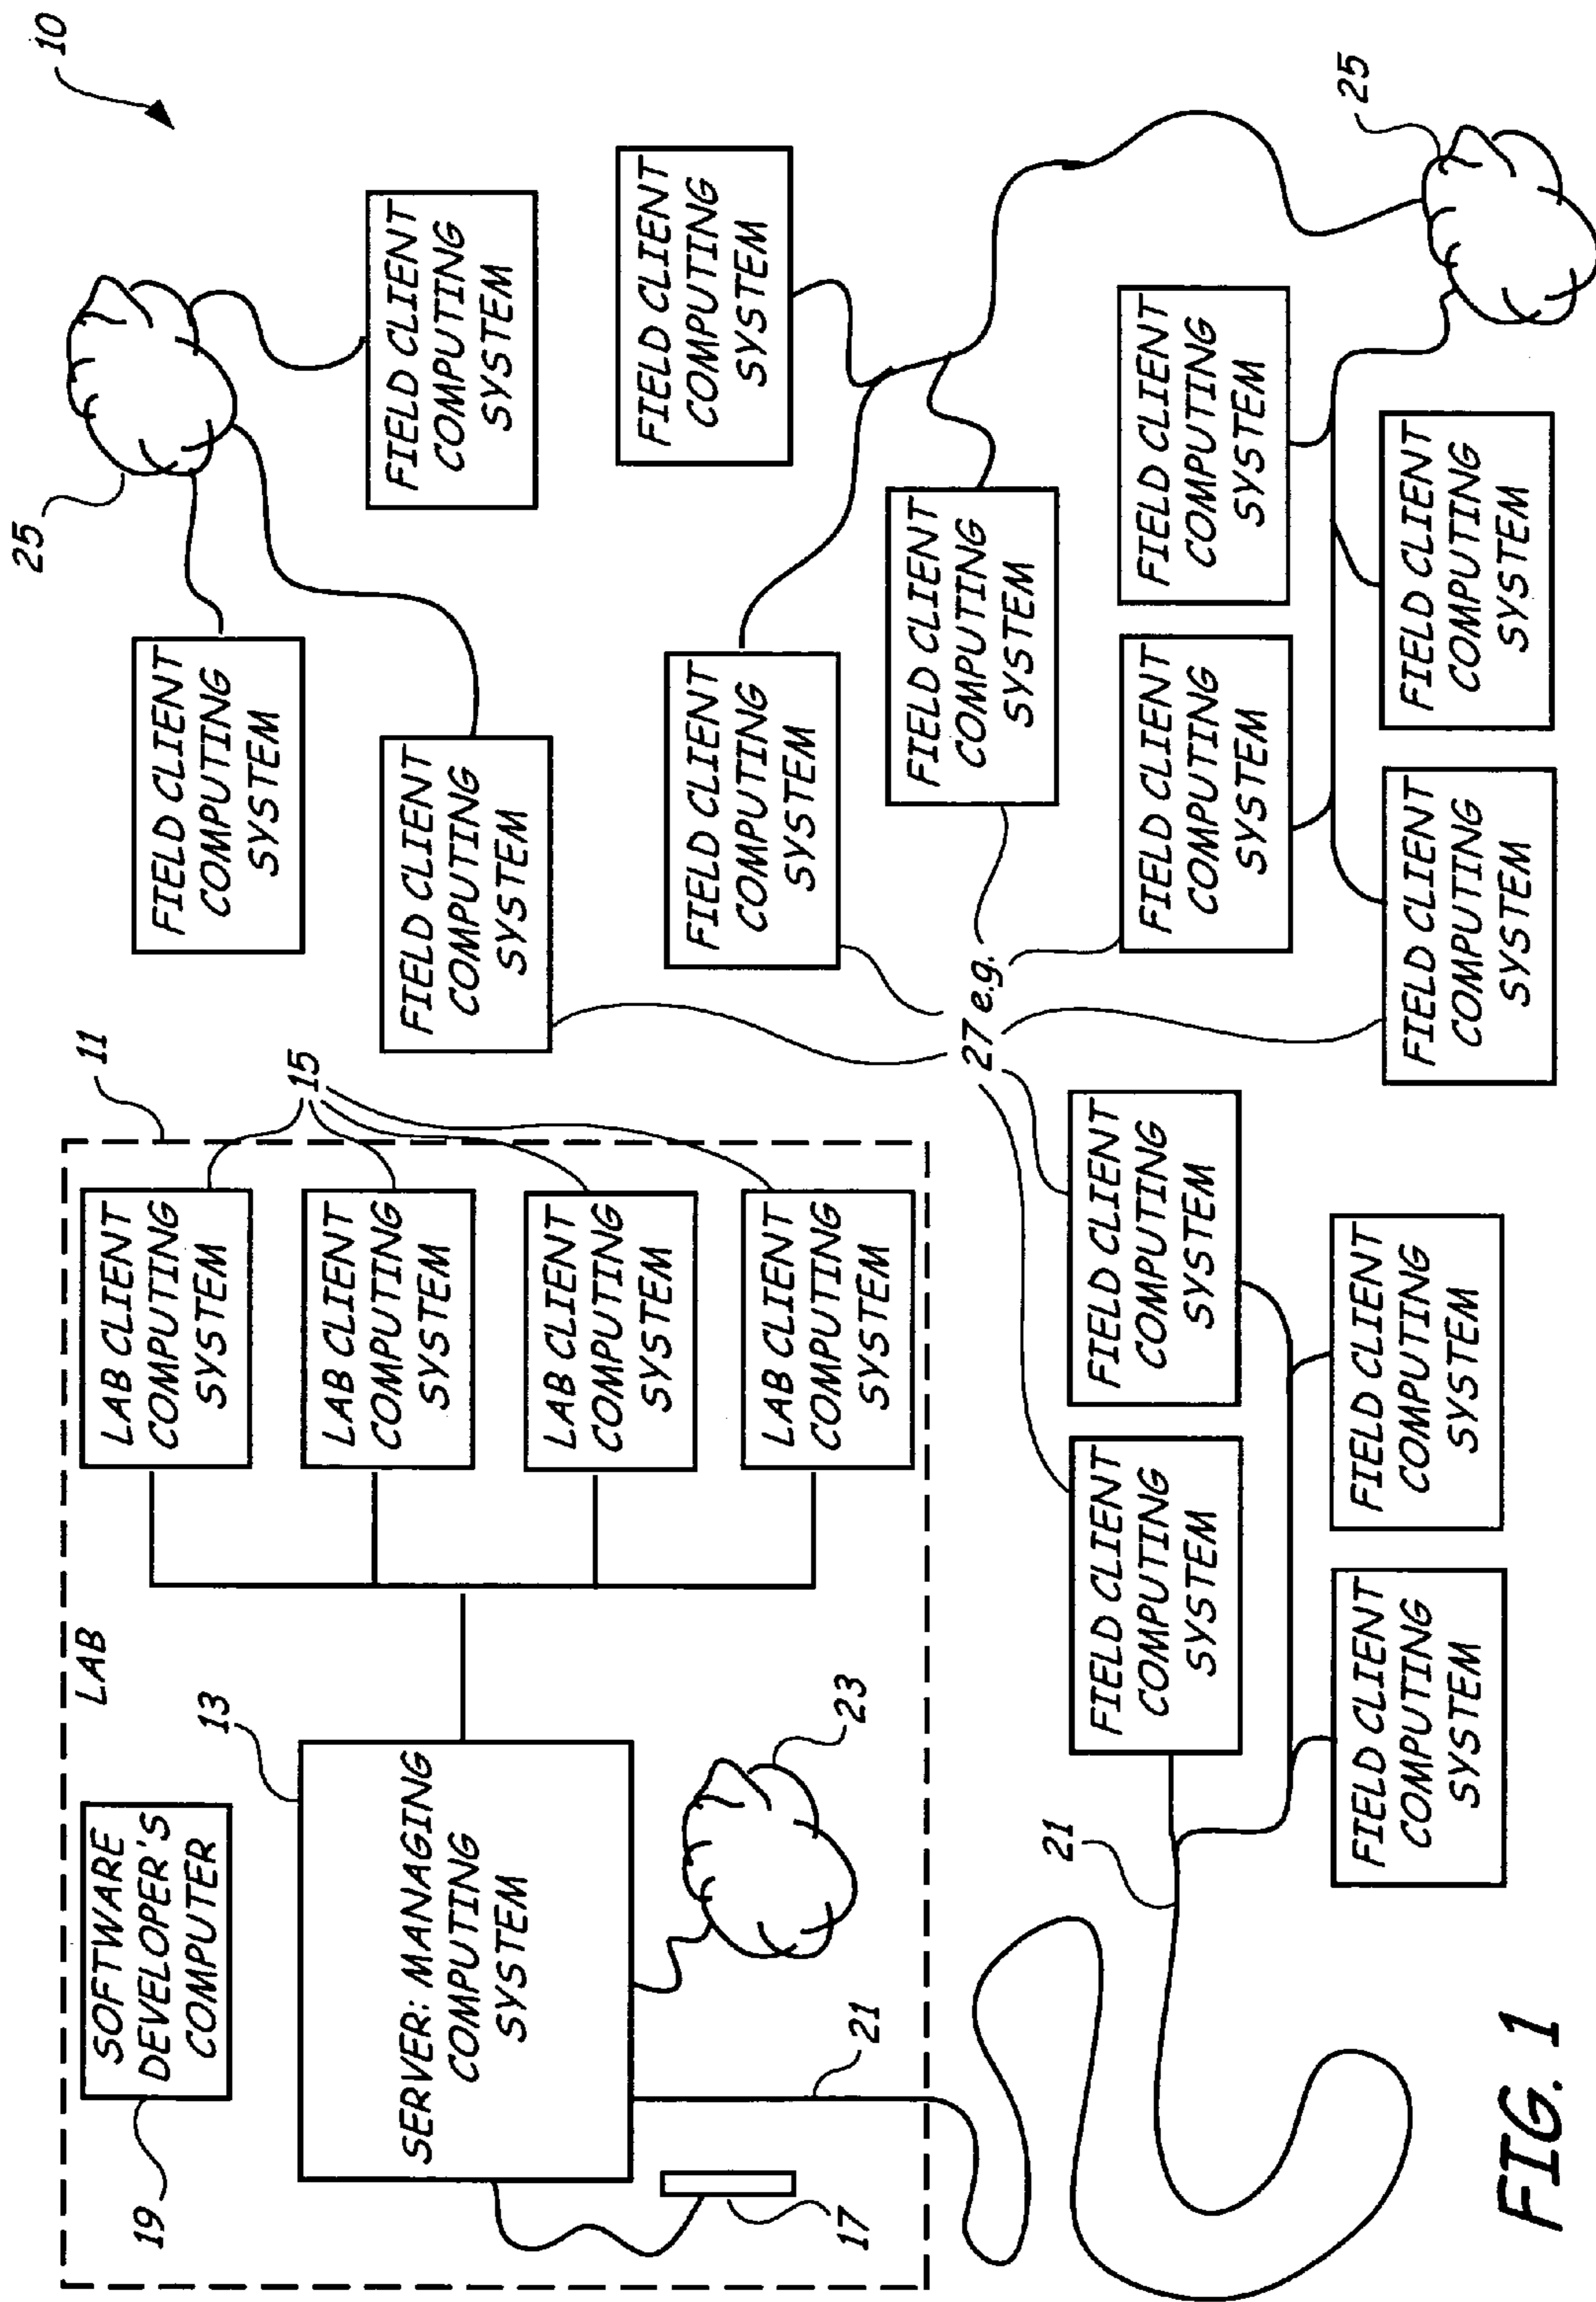 10
11
LAB
19
SOFTWARE
DEVELOPER'S
COMPUTER
13
SERVER: MANAGING
COMPUTING
SYSTEM
17
21
23
LAB CLIENT
COMPUTING
SYSTEM
LAB CLIENT
COMPUTING
SYSTEM
LAB CLIENT
COMPUTING
SYSTEM
LAB CLIENT
COMPUTING
SYSTEM
15
25
FIELD CLIENT
COMPUTING
SYSTEM
FIELD CLIENT
COMPUTING
SYSTEM
FIELD CLIENT
COMPUTING
SYSTEM
FIELD CLIENT
COMPUTING
SYSTEM
FIELD CLIENT
COMPUTING
SYSTEM
FIELD CLIENT
COMPUTING
SYSTEM
27 e.g.
21
FIELD CLIENT
COMPUTING
SYSTEM
FIELD CLIENT
COMPUTING
SYSTEM
FIELD CLIENT
COMPUTING
SYSTEM
FIELD CLIENT
COMPUTING
SYSTEM
FIELD CLIENT
COMPUTING
SYSTEM
FIELD CLIENT
COMPUTING
SYSTEM
FIELD CLIENT
COMPUTING
SYSTEM
FIELD CLIENT
COMPUTING
SYSTEM
25
FIG. 1